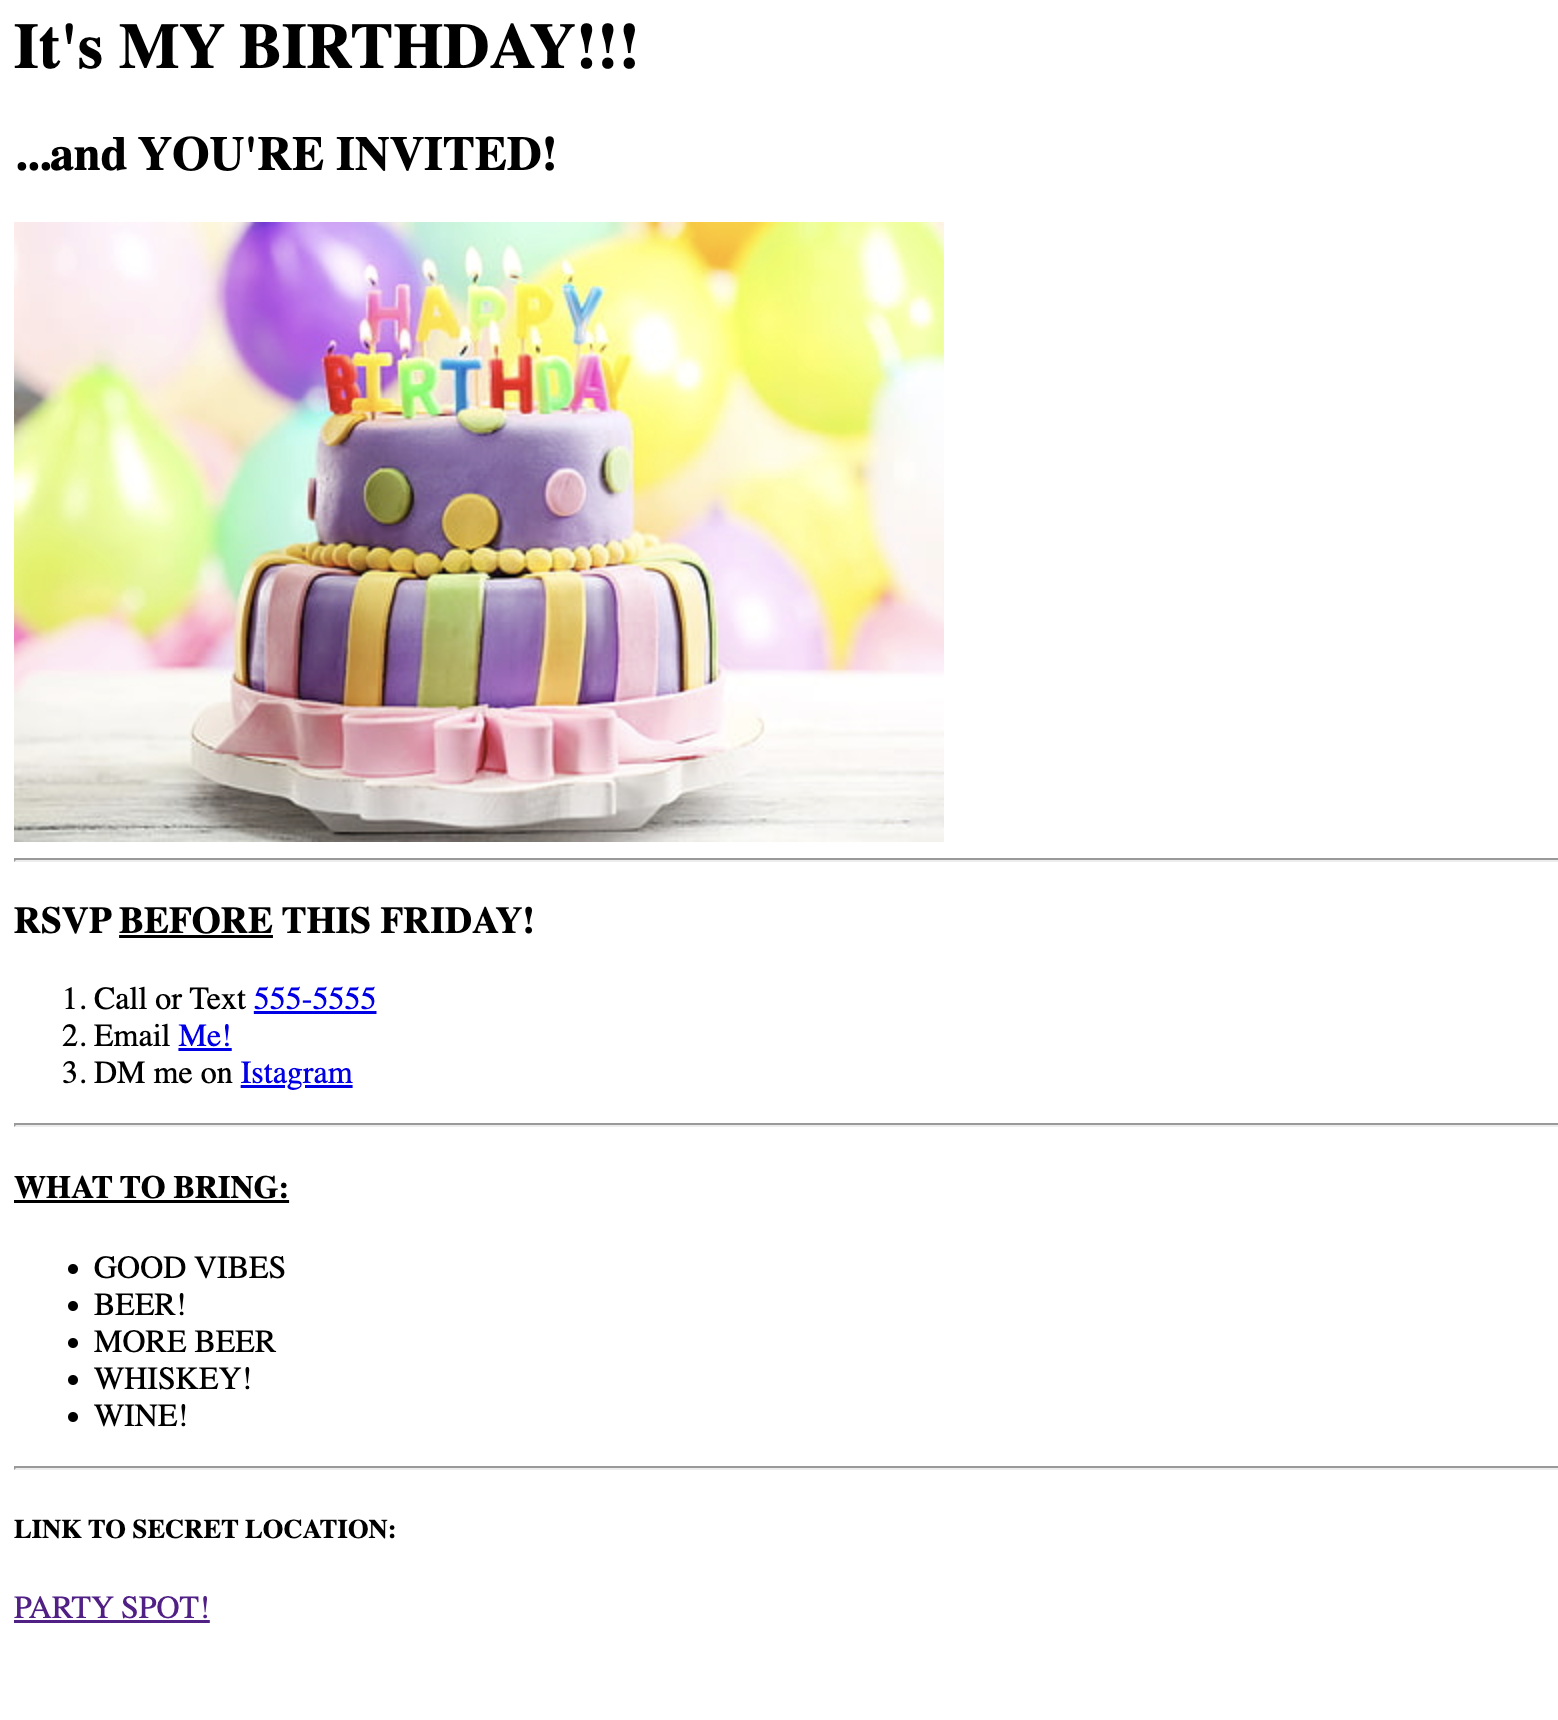 It's MY BIRTHDAY!!!
...and YOU'RE INVITED!
HAPPY
BIRTHDAY
RSVP BEFORE THIS FRIDAY!
1. Call or Text 555-5555
2. Email Me!
3. DM me on Istagram
WHAT TO BRING:
• GOOD VIBES
• BEER!
• MORE BEER
• WHISKEY!
• WINE!
LINK TO SECRET LOCATION:
PARTY SPOT!